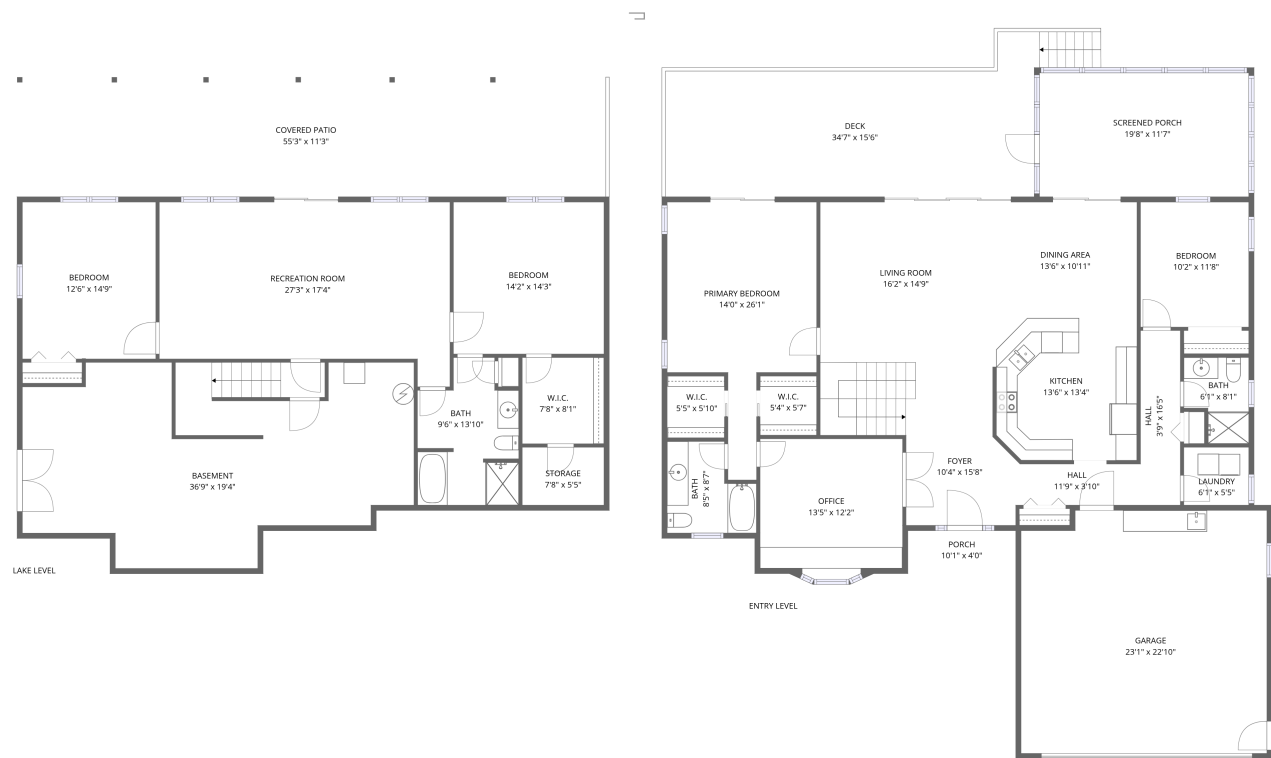 COVERED PATIO
55'3" x 11'3"
BEDROOM
12'6" x 14'9"
RECREATION ROOM
27'3" x 17'4"
BEDROOM
14'2" x 14'3"
W.I.C.
7'8" x 8'1"
BATH
9'6" x 13'10"
BASEMENT
36'9" x 19'4"
STORAGE
7'8" x 5'5"
LAKE LEVEL
DECK
34'7" x 15'6"
SCREENED PORCH
19'8" x 11'7"
PRIMARY BEDROOM
14'0" x 26'1"
LIVING ROOM
16'2" x 14'9"
DINING AREA
13'6" x 10'11"
BEDROOM
10'2" x 11'8"
W.I.C.
5'5" x 5'10"
W.I.C.
5'4" x 5'7"
KITCHEN
13'6" x 13'4"
HALL
3'9" x 16'5"
BATH
6'1" x 8'1"
BATH
8'5" x 8'7"
OFFICE
13'5" x 12'2"
FOYER
10'4" x 15'8"
HALL
11'9" x 3'10"
LAUNDRY
6'1" x 5'5"
PORCH
10'1" x 4'0"
ENTRY LEVEL
GARAGE
23'1" x 22'10"